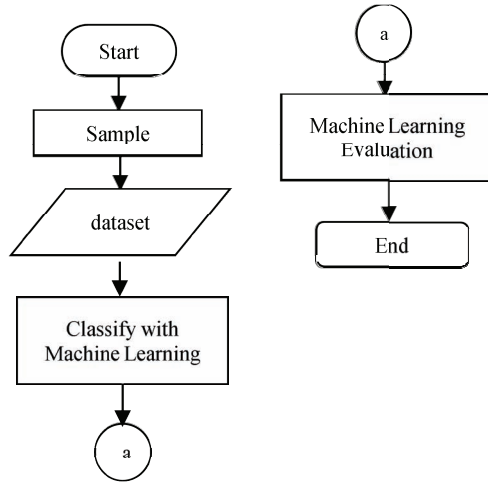 Start
Sample
dataset
Classify with
Machine Learning
a
a
Machine Learning
Evaluation
End